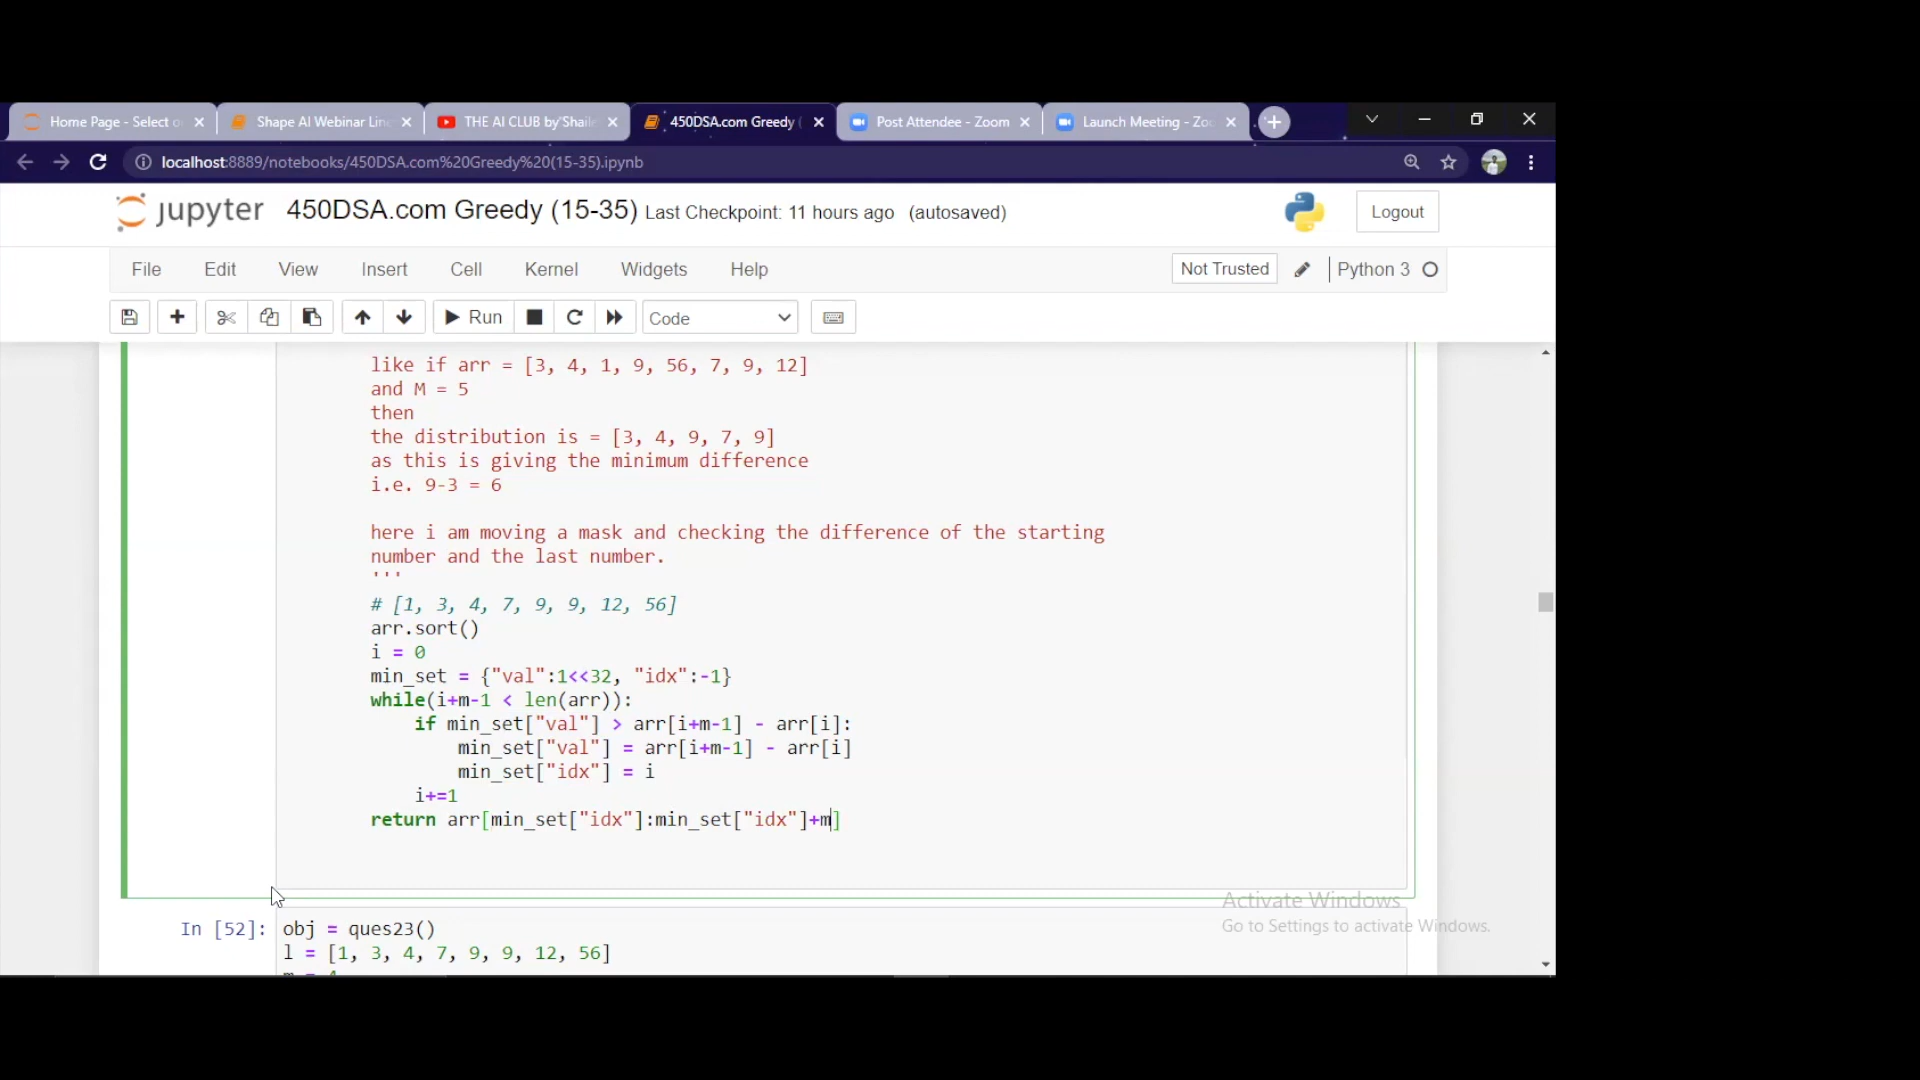 Home Page - Select o
Shape AI Webinar Lin
THE AI CLUB by'Shail
450DSA.com Greedy (
Post Attendee - Zoom
Launch Meeting - Zo
localhost:8889/notebooks/450DSA.com%20Greedy%20(15-35).ipynb
jupyter 450DSA.com Greedy (15-35) Last Checkpoint: 11 hours ago (autosaved)
Logout
File Edit View Insert Cell Kernel Widgets Help
Not Trusted
Python 3
Run
Code
like if arr = [3, 4, 1, 9, 56, 7, 9, 12]
and M = 5
then
the distribution is = [3, 4, 9, 7, 9]
as this is giving the minimum difference
i.e. 9-3 = 6
here i am moving a mask and checking the difference of the starting
number and the last number.
'''
# [1, 3, 4, 7, 9, 9, 12, 56]
arr.sort()
i = 0
min_set = {"val":1<<32, "idx":-1}
while(i+m-1 < len(arr)):
if min_set["val"] > arr[i+m-1] - arr[i]:
min_set["val"] = arr[i+m-1] - arr[i]
min_set["idx"] = i
i+=1
return arr[min_set["idx"]:min_set["idx"]+m]
Activate Windows
Go to Settings to activate Windows.
In [52]: obj = ques23()
l = [1, 3, 4, 7, 9, 9, 12, 56]